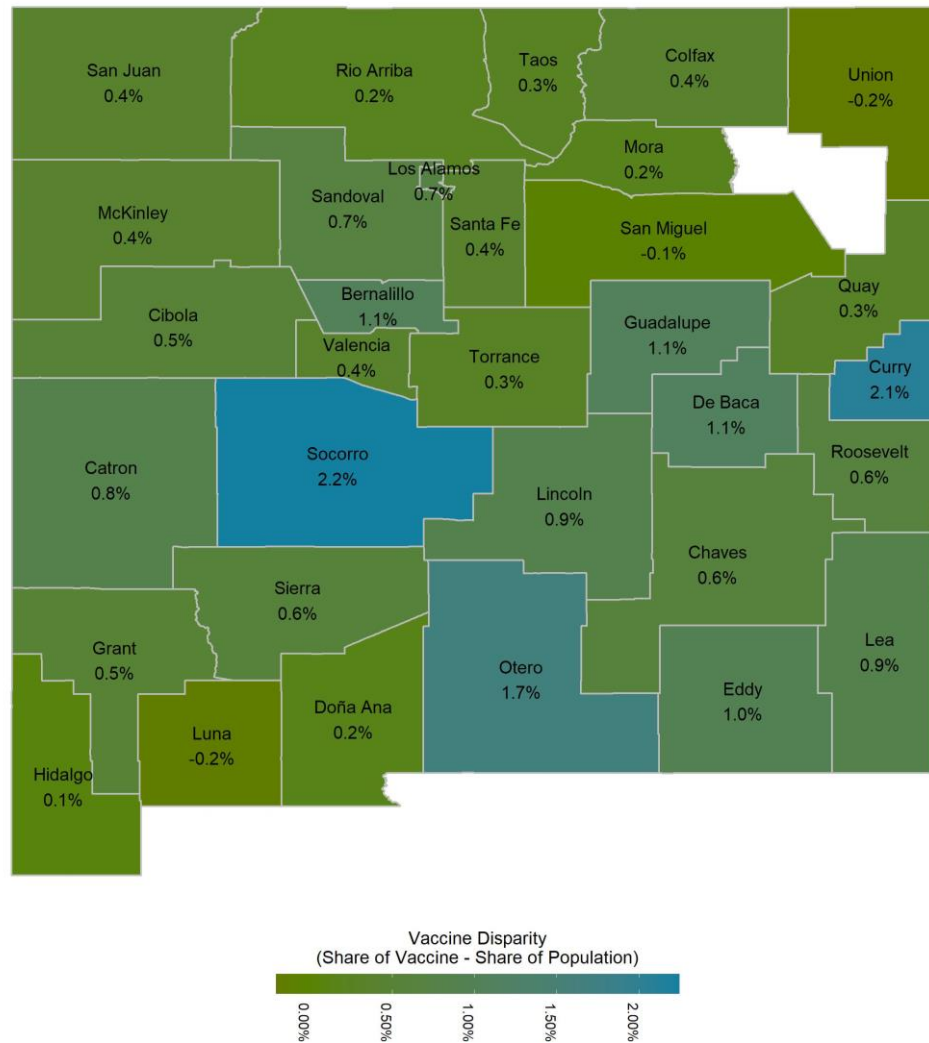 San Juan
0.4%
Rio Arriba
0.2%
Taos
0.3%
Colfax
0.4%
Union
-0.2%
Mora
0.2%
Los Alamos
0.7%
Sandoval
0.7%
McKinley
0.4%
Santa Fe
0.4%
San Miguel
-0.1%
Quay
0.3%
Bernalillo
1.1%
Cibola
0.5%
Guadalupe
1.1%
Valencia
0.4%
Torrance
0.3%
Curry
2.1%
De Baca
1.1%
Socorro
2.2%
Catron
0.8%
Roosevelt
0.6%
Lincoln
0.9%
Chaves
0.6%
Sierra
0.6%
Grant
0.5%
Lea
0.9%
Otero
1.7%
Eddy
1.0%
Doña Ana
0.2%
Luna
-0.2%
Hidalgo
0.1%
Vaccine Disparity
(Share of Vaccine - Share of Population)
0.00%
0.50%
1.00%
1.50%
2.00%